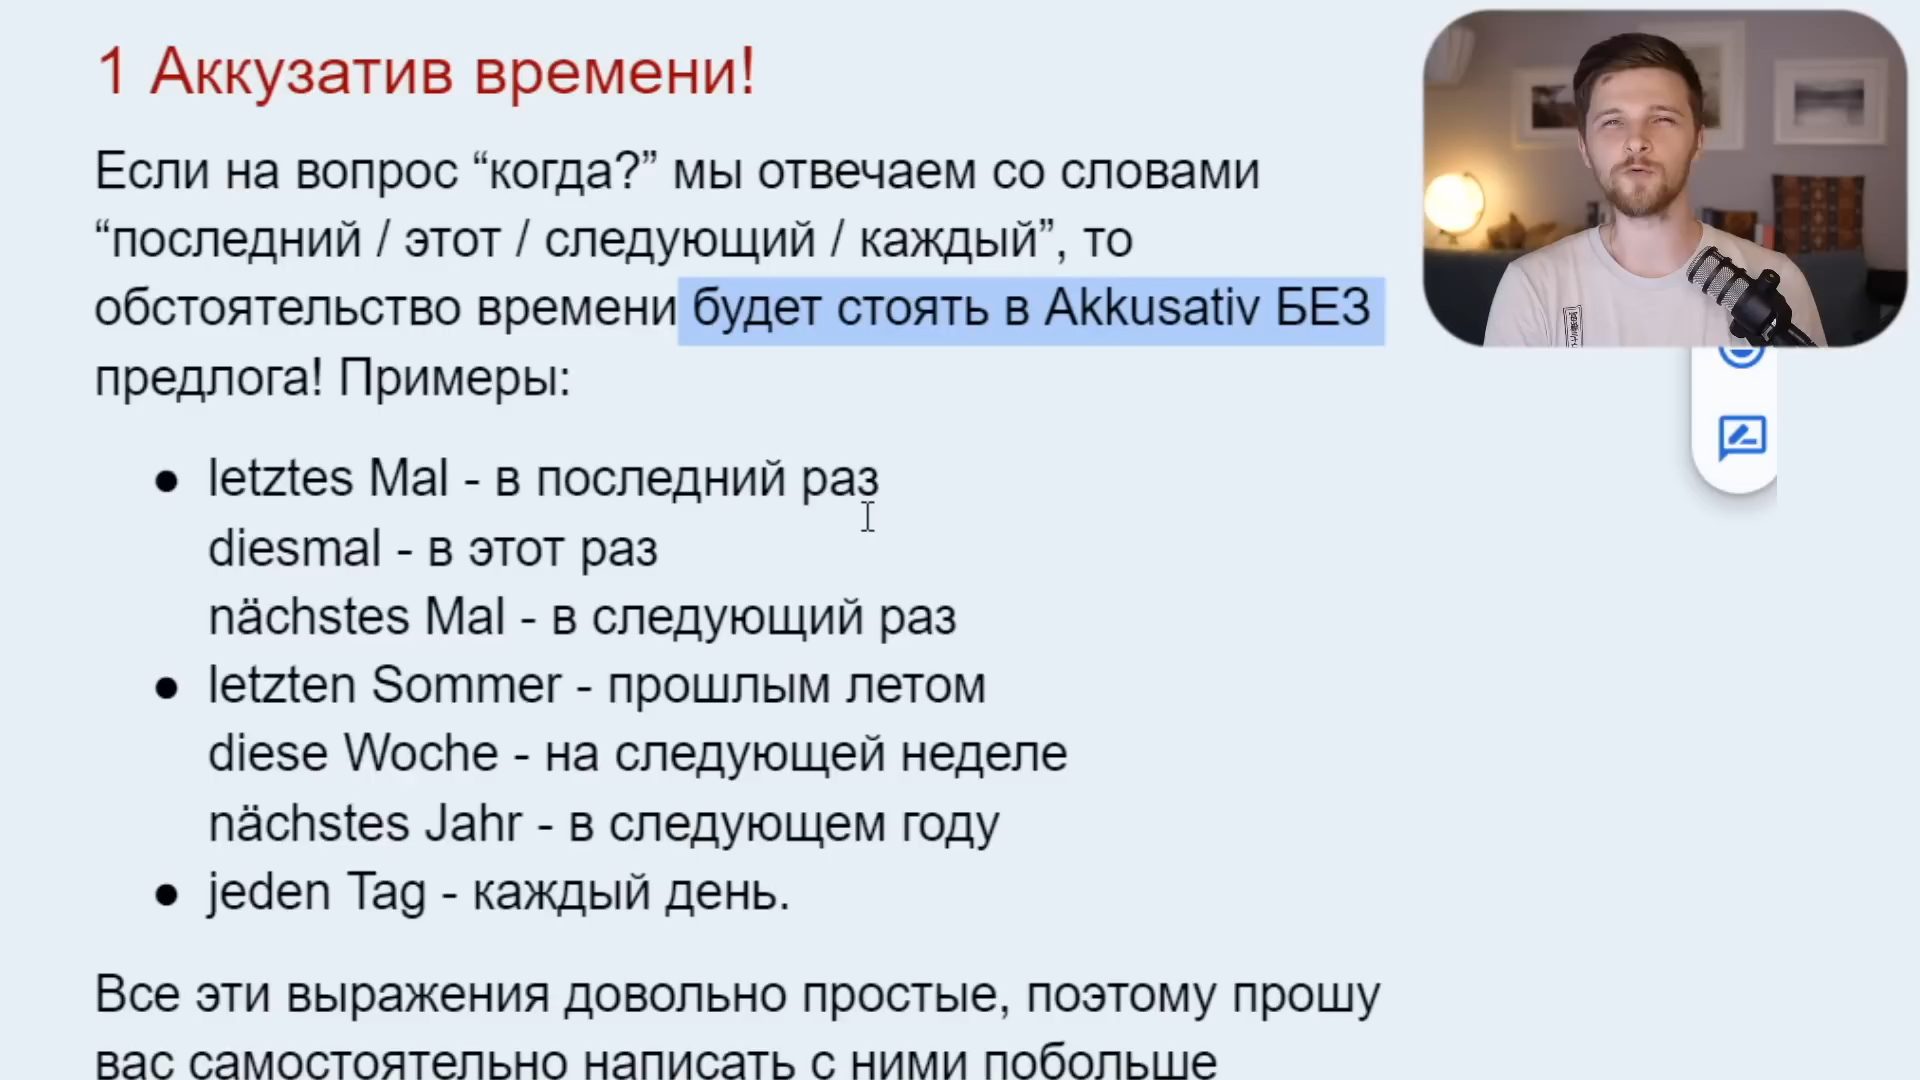 1 Аккузатив времени!
Если на вопрос “когда?” мы отвечаем со словами
“последний / этот / следующий / каждый”, то
обстоятельство времени будет стоять в Akkusativ БЕЗ
предлога! Примеры:
● letztes Mal - в последний раз
diesmal - в этот раз
nächstes Mal - в следующий раз
● letzten Sommer - прошлым летом
diese Woche - на следующей неделе
nächstes Jahr - в следующем году
● jeden Tag - каждый день.
Все эти выражения довольно простые, поэтому прошу
вас самостоятельно написать с ними побольше